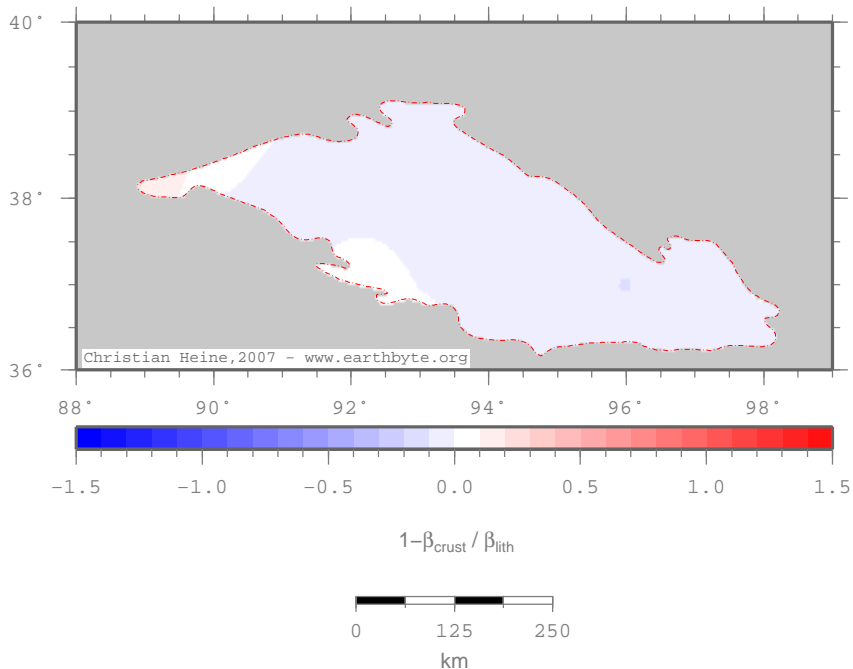 40°
38°
36°
Christian Heine,2007 - www.earthbyte.org
88° 90° 92° 94° 96° 98°
−1.5 −1.0 −0.5 0.0 0.5 1.0 1.5
1−βcrust / βlith
0 125 250
km